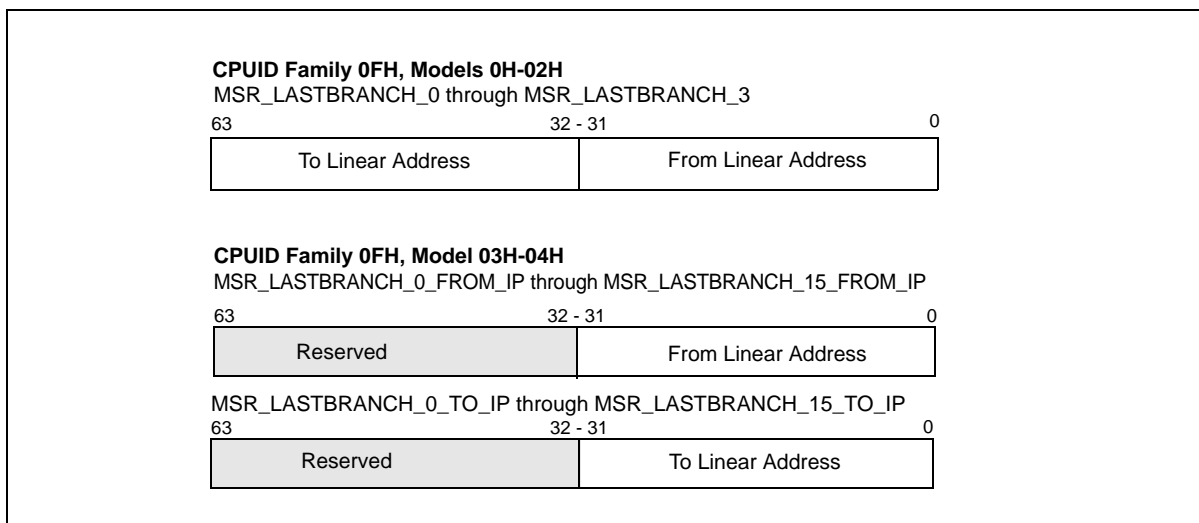 CPUID Family 0FH, Models 0H-02H
MSR_LASTBRANCH_0 through MSR_LASTBRANCH_3
63 32 - 31 0
To Linear Address From Linear Address
CPUID Family 0FH, Model 03H-04H
MSR_LASTBRANCH_0_FROM_IP through MSR_LASTBRANCH_15_FROM_IP
63 32 - 31 0
Reserved From Linear Address
MSR_LASTBRANCH_0_TO_IP through MSR_LASTBRANCH_15_TO_IP
63 32 - 31 0
Reserved To Linear Address